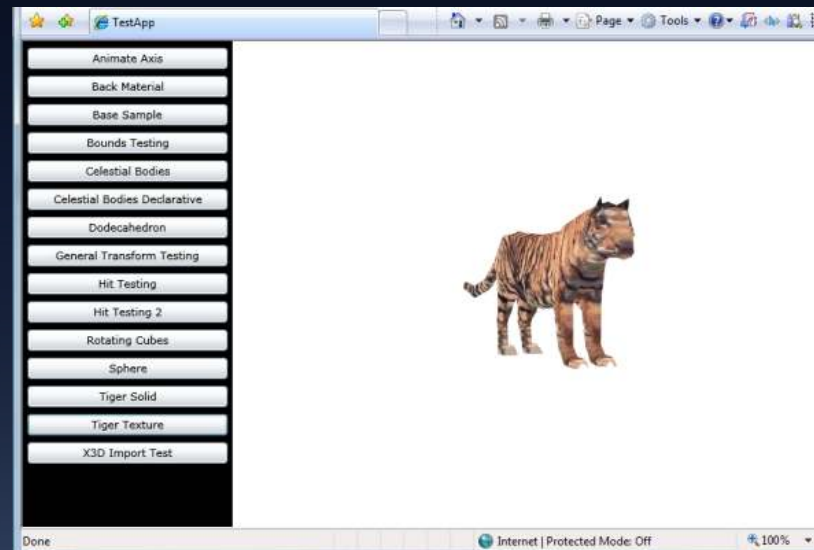 TestApp
Page Tools
Animate Axis
Back Material
Base Sample
Bounds Testing
Celestial Bodies
Celestial Bodies Declarative
Dodecahedron
General Transform Testing
Hit Testing
Hit Testing 2
Rotating Cubes
Sphere
Tiger Solid
Tiger Texture
X3D Import Test
Done
Internet | Protected Mode: Off
100%